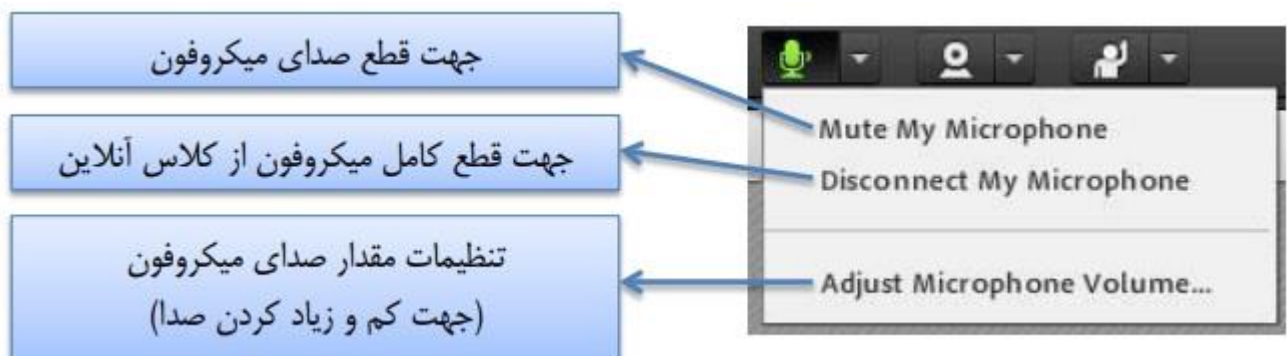 جهت قطع صدای میکروفون
جهت قطع کامل میکروفون از کلاس آنلاین
تنظیمات مقدار صدای میکروفون
(جهت کم و زیاد کردن صدا)
Mute My Microphone
Disconnect My Microphone
Adjust Microphone Volume...